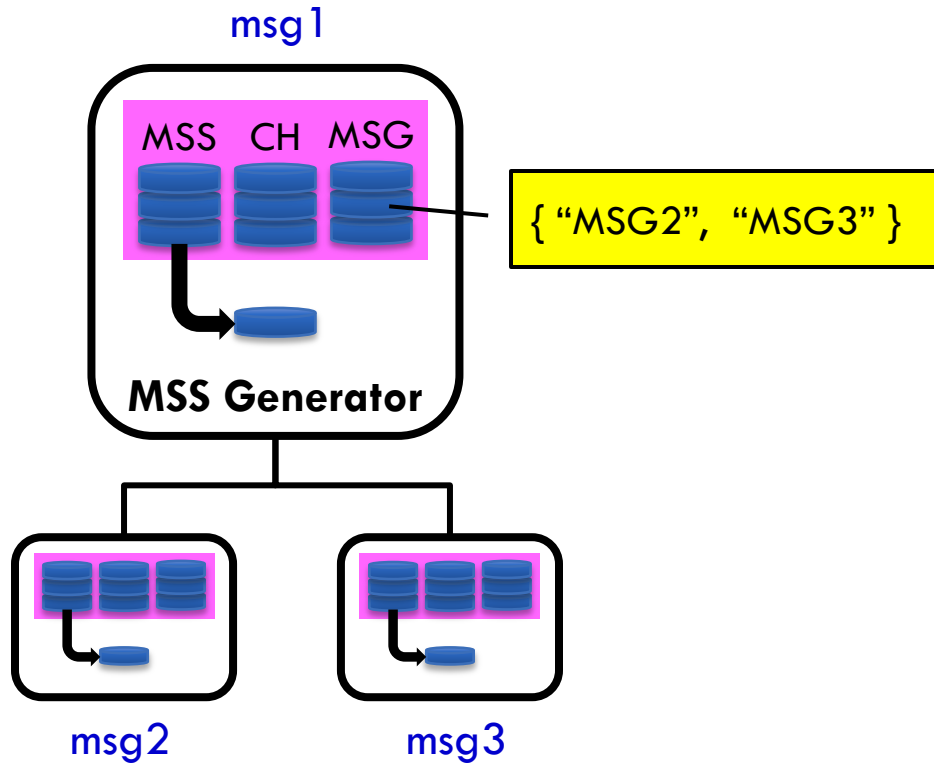 msg1
MSS CH MSG
{ “MSG2”, “MSG3” }
MSS Generator
msg2 msg3